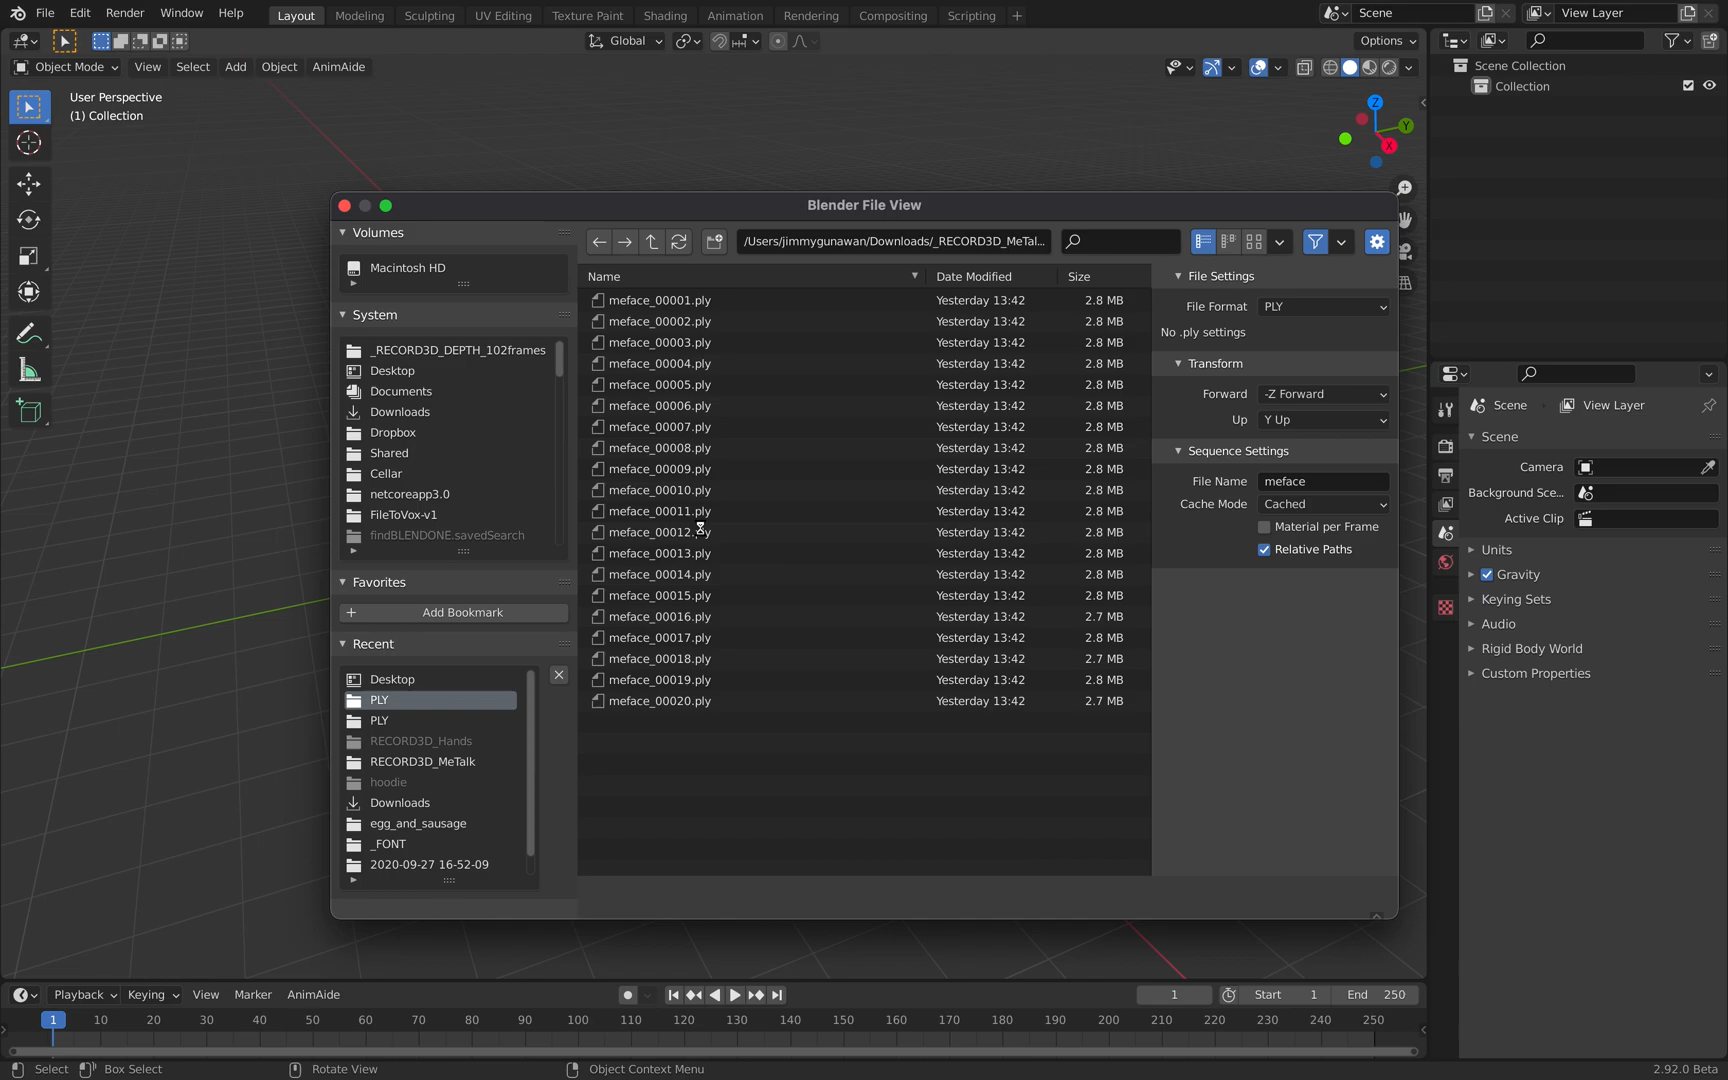 File Edit Render Window Help Layout Modeling Sculpting UV Editing Texture Paint Shading Animation Rendering Compositing Scripting + Scene View Layer
Global Options
Object Mode View Select Add Object AnimAide
User Perspective
(1) Collection
Z
Y
X
Scene Collection
Collection
Blender File View
Volumes
Macintosh HD
System
_RECORD3D_DEPTH_102frames
Desktop
Documents
Downloads
Dropbox
Shared
Cellar
netcoreapp3.0
FileToVox-v1
findBLENDONE.savedSearch
Favorites
+ Add Bookmark
Recent
Desktop
PLY
PLY
RECORD3D_Hands
RECORD3D_MeTalk
hoodie
Downloads
egg_and_sausage
_FONT
2020-09-27 16-52-09
/Users/jimmygunawan/Downloads/_RECORD3D_MeTal...
Name Date Modified Size
meface_00001.ply Yesterday 13:42 2.8 MB
meface_00002.ply Yesterday 13:42 2.8 MB
meface_00003.ply Yesterday 13:42 2.8 MB
meface_00004.ply Yesterday 13:42 2.8 MB
meface_00005.ply Yesterday 13:42 2.8 MB
meface_00006.ply Yesterday 13:42 2.8 MB
meface_00007.ply Yesterday 13:42 2.8 MB
meface_00008.ply Yesterday 13:42 2.8 MB
meface_00009.ply Yesterday 13:42 2.8 MB
meface_00010.ply Yesterday 13:42 2.8 MB
meface_00011.ply Yesterday 13:42 2.8 MB
meface_00012.ply Yesterday 13:42 2.8 MB
meface_00013.ply Yesterday 13:42 2.8 MB
meface_00014.ply Yesterday 13:42 2.8 MB
meface_00015.ply Yesterday 13:42 2.8 MB
meface_00016.ply Yesterday 13:42 2.7 MB
meface_00017.ply Yesterday 13:42 2.8 MB
meface_00018.ply Yesterday 13:42 2.7 MB
meface_00019.ply Yesterday 13:42 2.8 MB
meface_00020.ply Yesterday 13:42 2.7 MB
File Settings
File Format PLY
No .ply settings
Transform
Forward -Z Forward
Up Y Up
Sequence Settings
File Name meface
Cache Mode Cached
Material per Frame
Relative Paths
Scene View Layer
Scene
Camera
Background Sce...
Active Clip
Units
Gravity
Keying Sets
Audio
Rigid Body World
Custom Properties
Playback Keying View Marker AnimAide 1 Start 1 End 250
1 10 20 30 40 50 60 70 80 90 100 110 120 130 140 150 160 170 180 190 200 210 220 230 240 250
Select Box Select Rotate View Object Context Menu 2.92.0 Beta